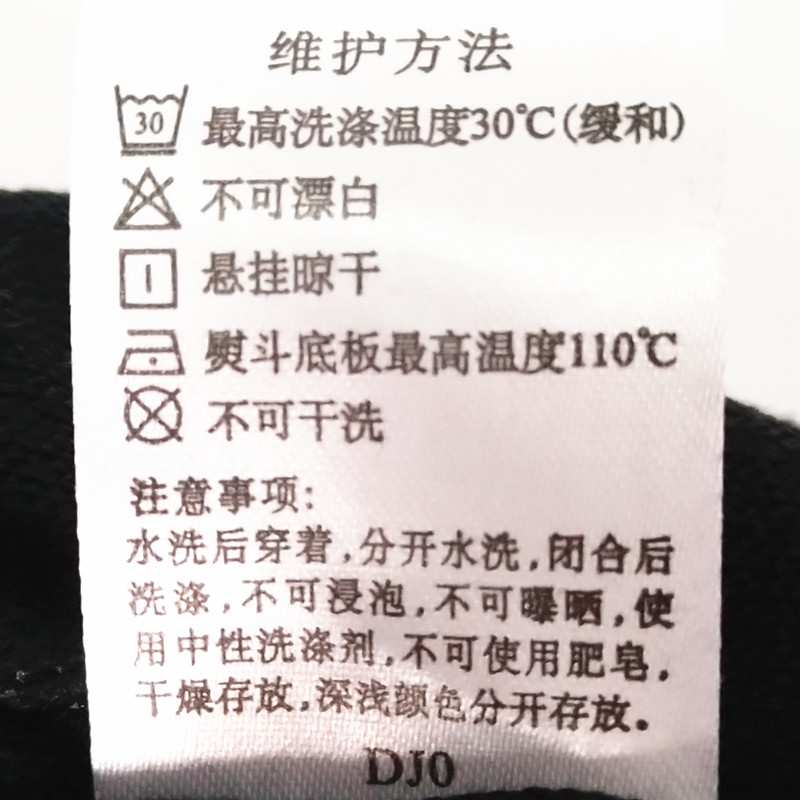 维护方法
30 最高洗涤温度30℃(缓和)
不可漂白
悬挂晾干
熨斗底板最高温度110℃
不可干洗
注意事项:
水洗后穿着,分开水洗,闭合后
洗涤,不可浸泡,不可曝晒,使
用中性洗涤剂,不可使用肥皂,
干燥存放,深浅颜色分开存放。
DJ0